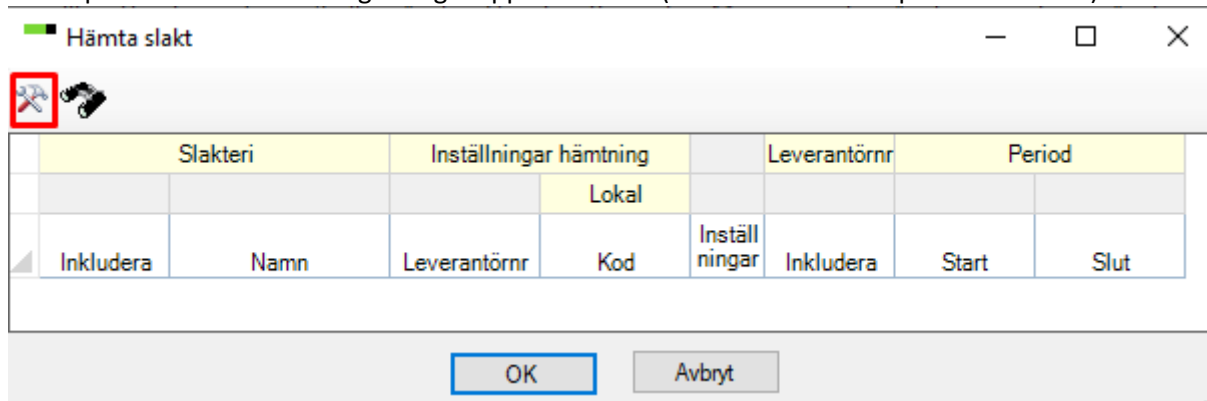 Hämta slakt
Slakteri Inställningar hämtning Leverantörnr Period
Lokal
Inkludera Namn Leverantörnr Kod Inställ
ningar Inkludera Start Slut
OK Avbryt